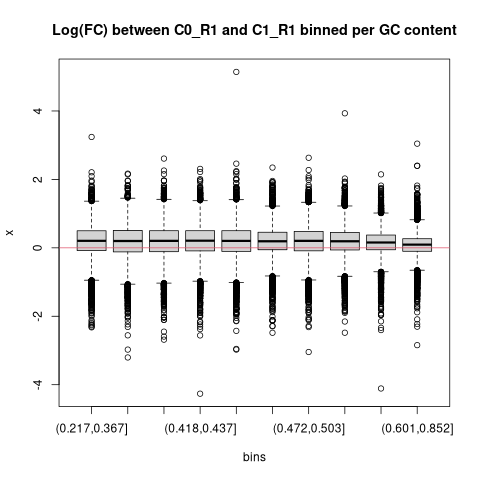 Log(FC) between C0_R1 and C1_R1 binned per GC content
x
4
2
0
-2
-4
(0.217,0.367] (0.418,0.437] (0.472,0.503] (0.601,0.852]
bins